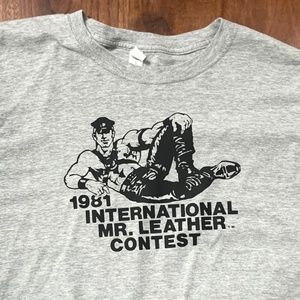 1981
INTERNATIONAL
MR. LEATHER
CONTEST